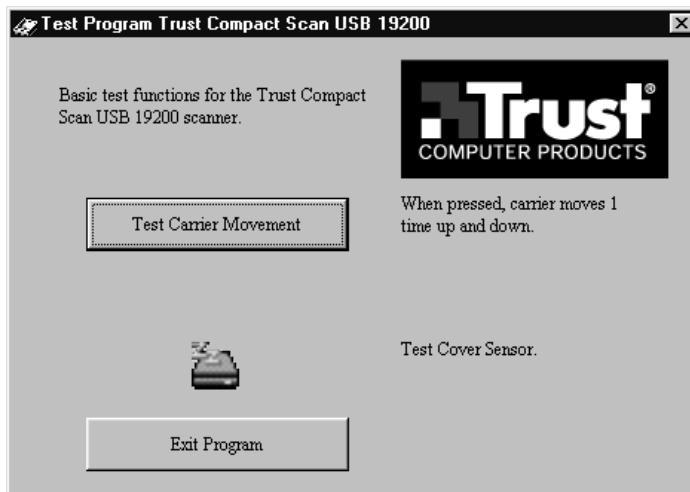 Test Program Trust Compact Scan USB 19200
Basic test functions for the Trust Compact
Scan USB 19200 scanner.
Trust®
COMPUTER PRODUCTS
Test Carrier Movement
When pressed, carrier moves 1
time up and down.
zZz
Test Cover Sensor.
Exit Program